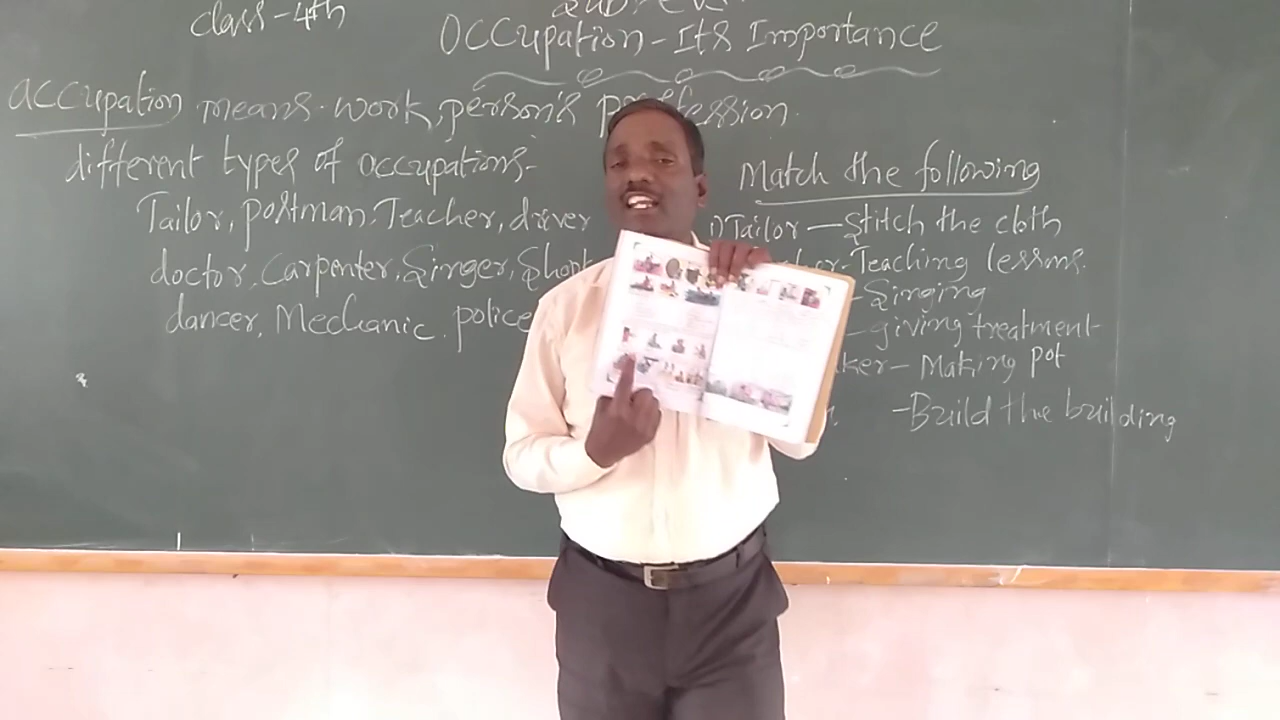 class-4th
Occupation-Its Importance
accupation means work, person's profession.
different types of occupations-
Tailor, postman, Teacher, driver
doctor, carpenter, Singer,
dancer, Mechanic, police
Match the following
1) Tailor — Stitch the cloth
- Teaching lessons.
- Singing
- giving treatment
- Making pot
- Build the building